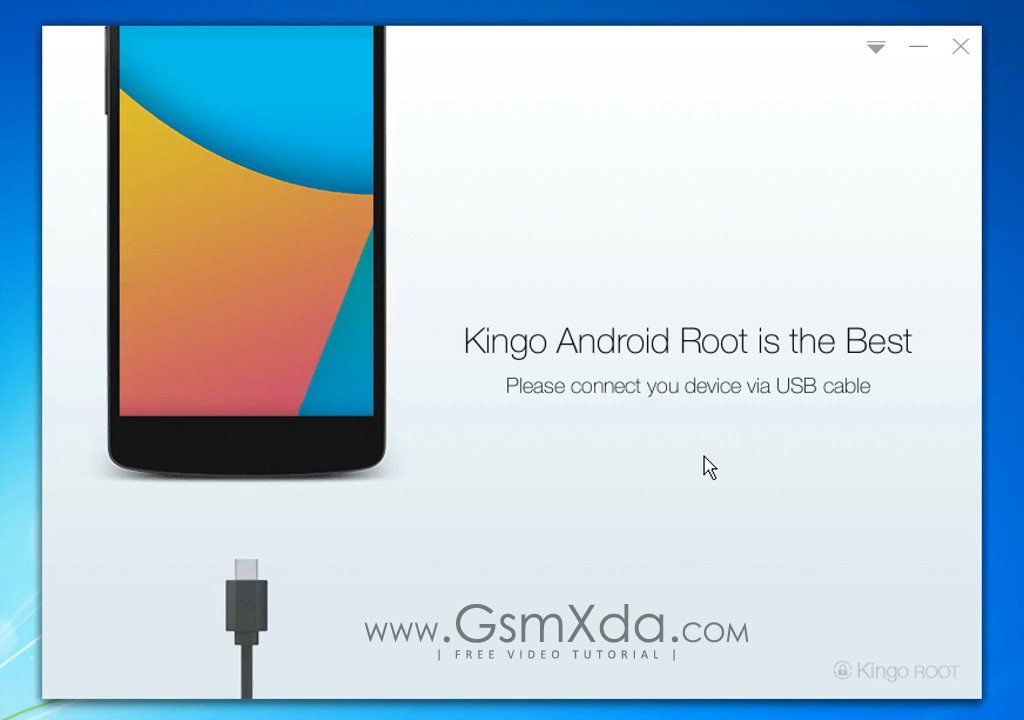 Kingo Android Root is the Best
Please connect you device via USB cable
www.GsmXda.com
| FREE VIDEO TUTORIAL |
Kingo ROOT